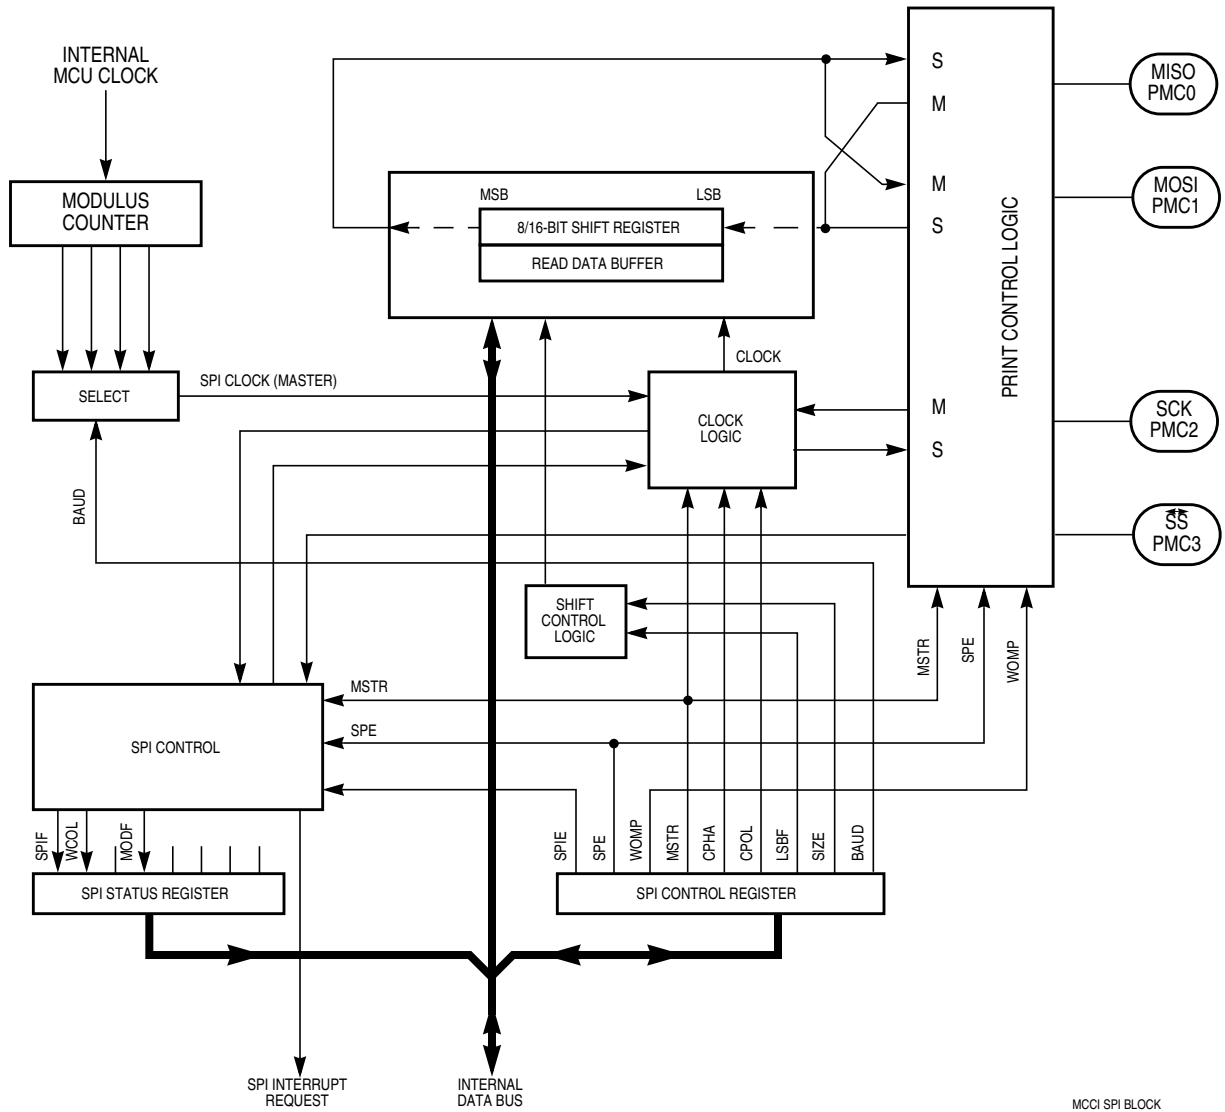 INTERNAL
MCU CLOCK
MODULUS
COUNTER
SELECT
SPI CLOCK (MASTER)
BAUD
MSB
LSB
8/16-BIT SHIFT REGISTER
READ DATA BUFFER
CLOCK
CLOCK
LOGIC
S
M
M
S
M
S
PRINT CONTROL LOGIC
MISO
PMC0
MOSI
PMC1
SCK
PMC2
SS
PMC3
SHIFT
CONTROL
LOGIC
MSTR
SPE
WOMP
MSTR
SPE
SPI CONTROL
SPIF
WCOL
MODF
SPI STATUS REGISTER
SPIE
SPE
WOMP
MSTR
CPHA
CPOL
LSBF
SIZE
BAUD
SPI CONTROL REGISTER
SPI INTERRUPT
REQUEST
INTERNAL
DATA BUS
MCCI SPI BLOCK